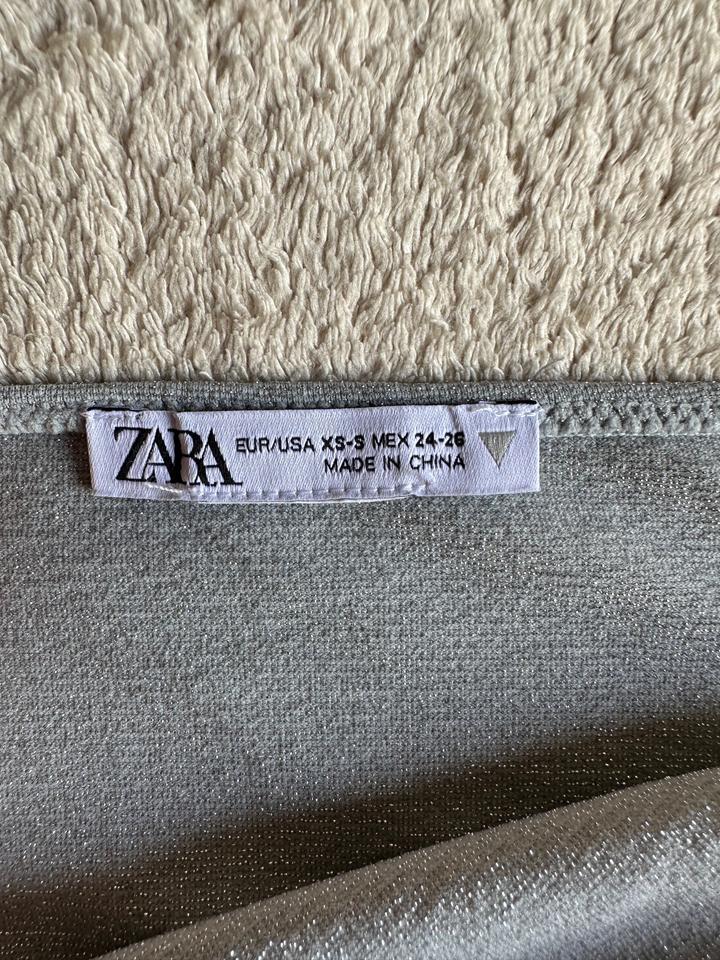 ZARA EUR/USA XS-S MEX 24-26
MADE IN CHINA